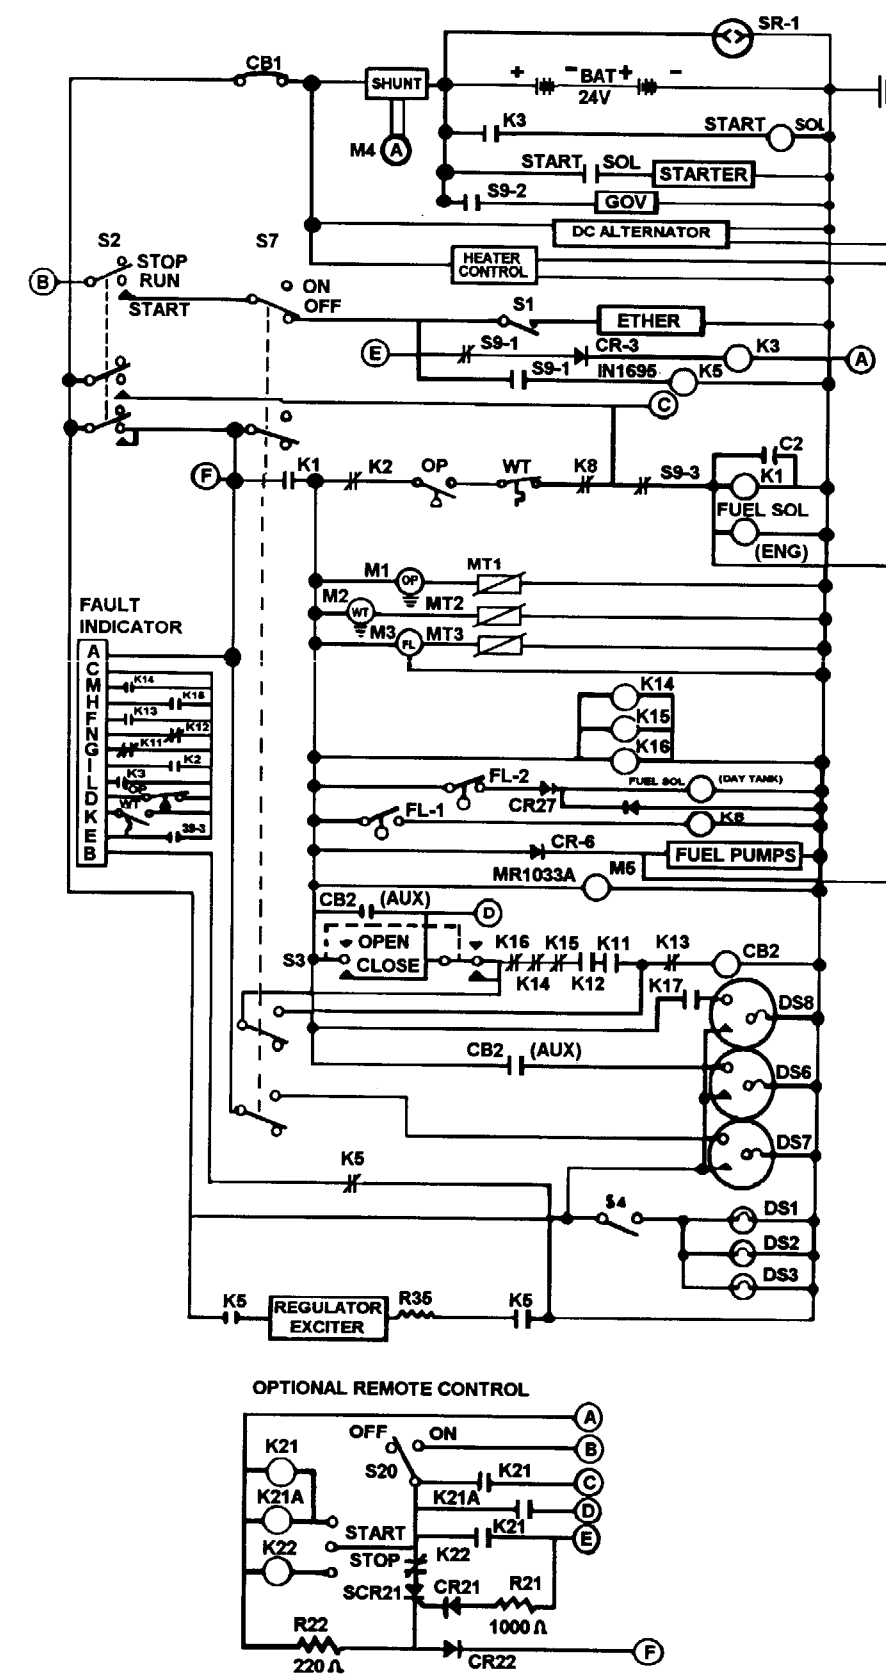 SR-1
CB1
SHUNT
+ - BAT + -
24V
M4 A
K3
START SOL
START SOL
STARTER
S9-2
GOV
DC ALTERNATOR
HEATER
CONTROL
S2
S7
B
STOP
RUN
START
ON
OFF
S1
ETHER
E
S9-1
CR-3
K3
A
S9-1
IN1695
K5
C
F
K1
K2
OP
WT
K8
S9-3
C2
K1
FUEL SOL
(ENG)
M1
OP
MT1
M2
WT
MT2
M3
FL
MT3
FAULT
INDICATOR
A
C
M
K14
H
K15
F
K13
N
K12
G
K11
I
K2
L
K3
D
OP
K
WT
E
39-3
B
K14
K15
K16
FL-2
FUEL SOL
(DAY TANK)
CR27
FL-1
K8
CR-6
FUEL PUMPS
MR1033A
M5
CB2 (AUX)
D
S3
OPEN
CLOSE
K16
K15
K11
K14
K12
K13
CB2
K17
DS8
CB2 (AUX)
DS6
DS7
K5
S4
DS1
DS2
DS3
K5
REGULATOR
EXCITER
R35
K5
OPTIONAL REMOTE CONTROL
A
OFF
ON
B
K21
S20
K21
C
K21A
K21A
D
START
K21
E
K22
STOP
K22
SCR21
CR21
R21
1000 Ω
R22
220 Ω
CR22
F